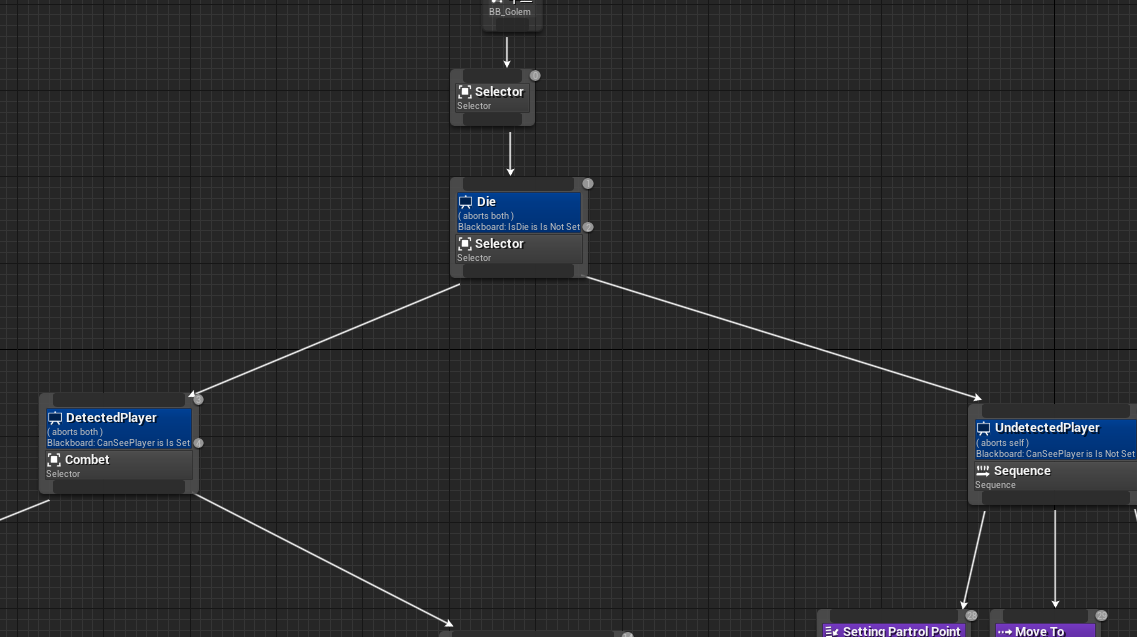 BB_Golem
Selector
Selector
Die
( aborts both )
Blackboard: IsDie is Is Not Set
Selector
Selector
DetectedPlayer
( aborts both )
Blackboard: CanSeePlayer is Is Set
Combet
Selector
UndetectedPlayer
( aborts self )
Blackboard: CanSeePlayer is Is Not Set
Sequence
Sequence
Setting Partrol Point
Move To